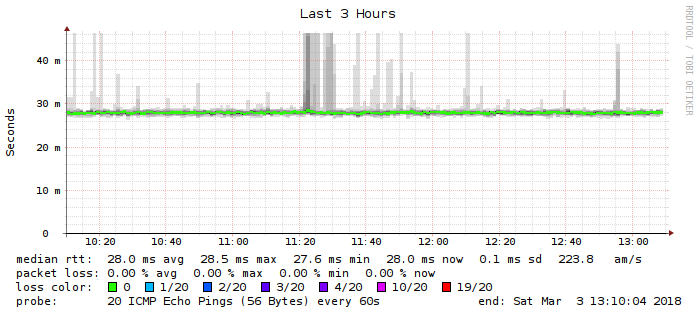 Last 3 Hours
RRDTOOL / TOBI OETIKER
Seconds
40 m
30 m
20 m
10 m
0
10:20 10:40 11:00 11:20 11:40 12:00 12:20 12:40 13:00
median rtt: 28.0 ms avg 28.5 ms max 27.6 ms min 28.0 ms now 0.1 ms sd 223.8 am/s
packet loss: 0.00 % avg 0.00 % max 0.00 % min 0.00 % now
loss color: 0 1/20 2/20 3/20 4/20 10/20 19/20
probe: 20 ICMP Echo Pings (56 Bytes) every 60s end: Sat Mar 3 13:10:04 2018